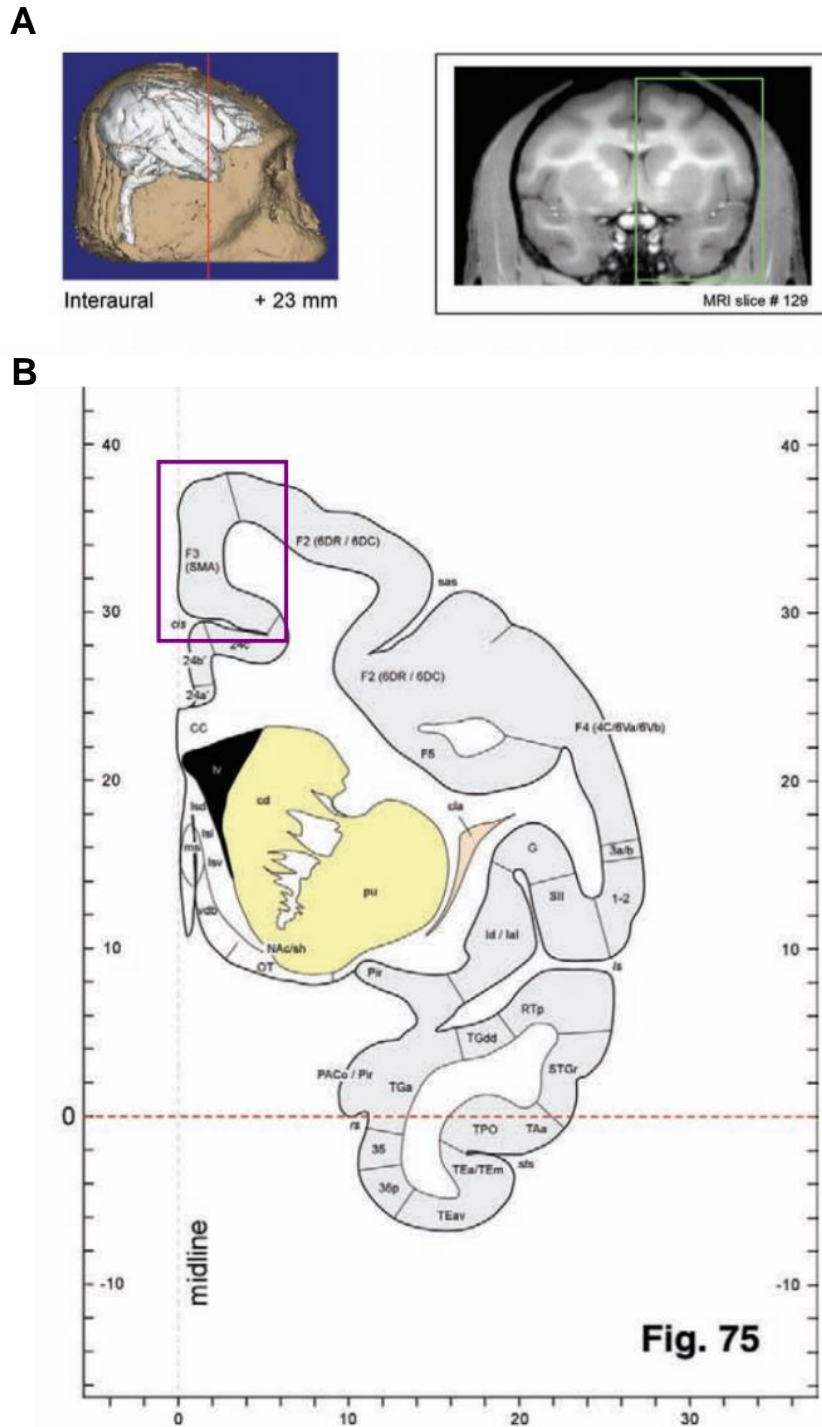 A
Interaural + 23 mm
MRI slice # 129
B
40 40
F3
(SMA)
F2 (6DR / 6DC)
sas
30 30
cis
24c
24b'
F2 (6DR / 6DC)
24a'
CC
F4 (4C/6Va/6Vb)
F5
20 20
lv
cd
cla
lsd
lsi
ms
lsv
G
3a/b
SII
1-2
pu
vdb
Id / Ial
10 10
NAc/sh
OT
Pir
ls
RTp
TGdd
STGr
PACo / Pir
TGa
0
rs
TPO
TAa
35
sts
TEa/TEm
36p
TEav
-10 -10
midline
Fig. 75
0 10 20 30